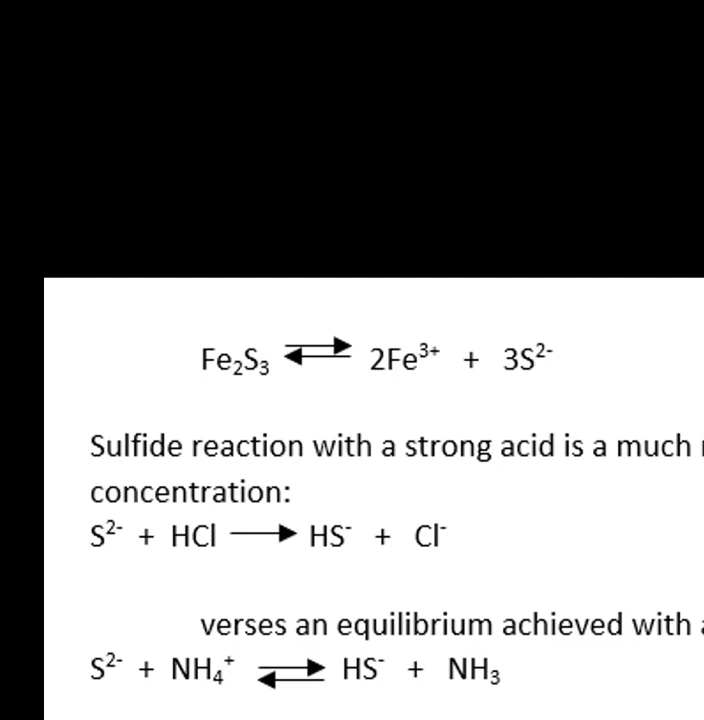 Fe₂S₃ ⇄ 2Fe³⁺ + 3S²⁻
Sulfide reaction with a strong acid is a much
concentration:
S²⁻ + HCl ⟶ HS⁻ + Cl⁻
verses an equilibrium achieved with
S²⁻ + NH₄⁺ ⇄ HS⁻ + NH₃